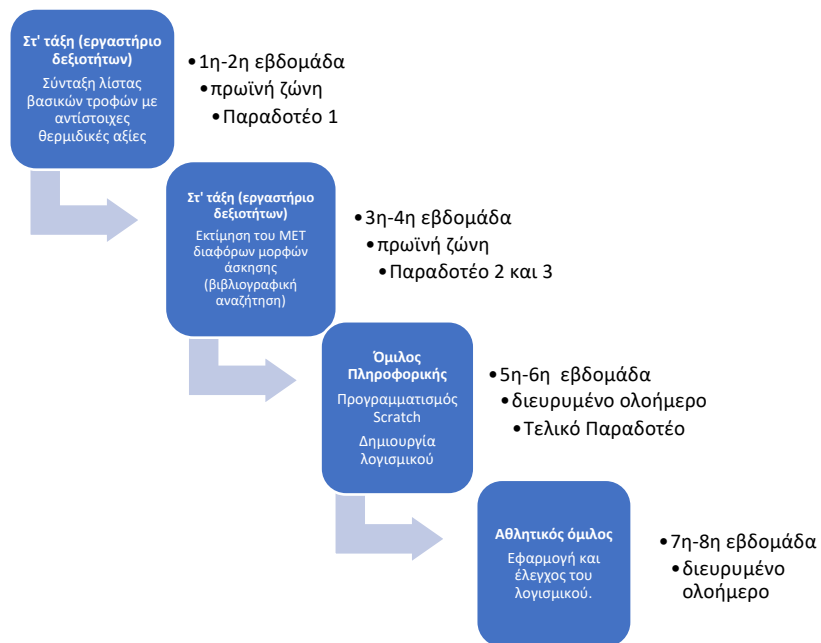 Στ' τάξη (εργαστήριο
δεξιοτήτων)
Σύνταξη λίστας
βασικών τροφών με
αντίστοιχες
θερμιδικές αξίες
•1η-2η εβδομάδα
•πρωϊνή ζώνη
•Παραδοτέο 1
Στ' τάξη (εργαστήριο
δεξιοτήτων)
Εκτίμηση του MET
διαφόρων μορφών
άσκησης
(βιβλιογραφική
αναζήτηση)
•3η-4η εβδομάδα
•πρωϊνή ζώνη
•Παραδοτέο 2 και 3
Όμιλος
Πληροφορικής
Προγραμματισμός
Scratch
Δημιουργία
λογισμικού
•5η-6η εβδομάδα
•διευρυμένο ολοήμερο
•Τελικό Παραδοτέο
Αθλητικός όμιλος
Εφαρμογή και
έλεγχος του
λογισμικού.
•7η-8η εβδομάδα
•διευρυμένο
ολοήμερο